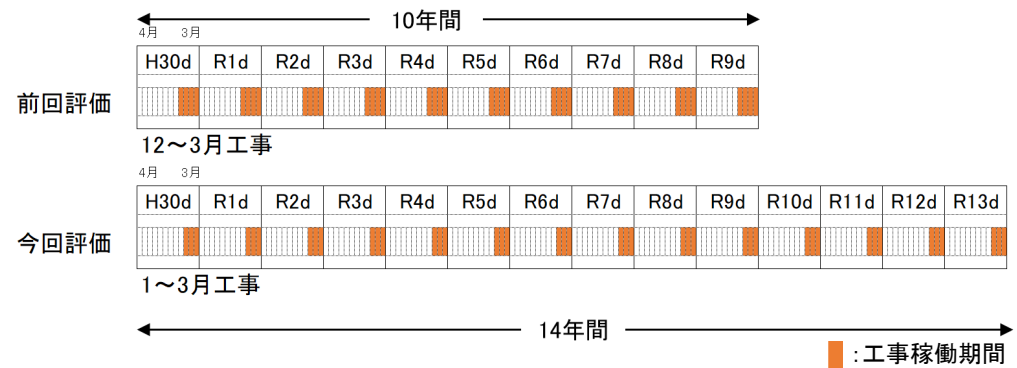 10年間
4月 3月
H30d R1d R2d R3d R4d R5d R6d R7d R8d R9d
前回評価
12～3月工事
4月 3月
H30d R1d R2d R3d R4d R5d R6d R7d R8d R9d R10d R11d R12d R13d
今回評価
1～3月工事
14年間
：工事稼働期間